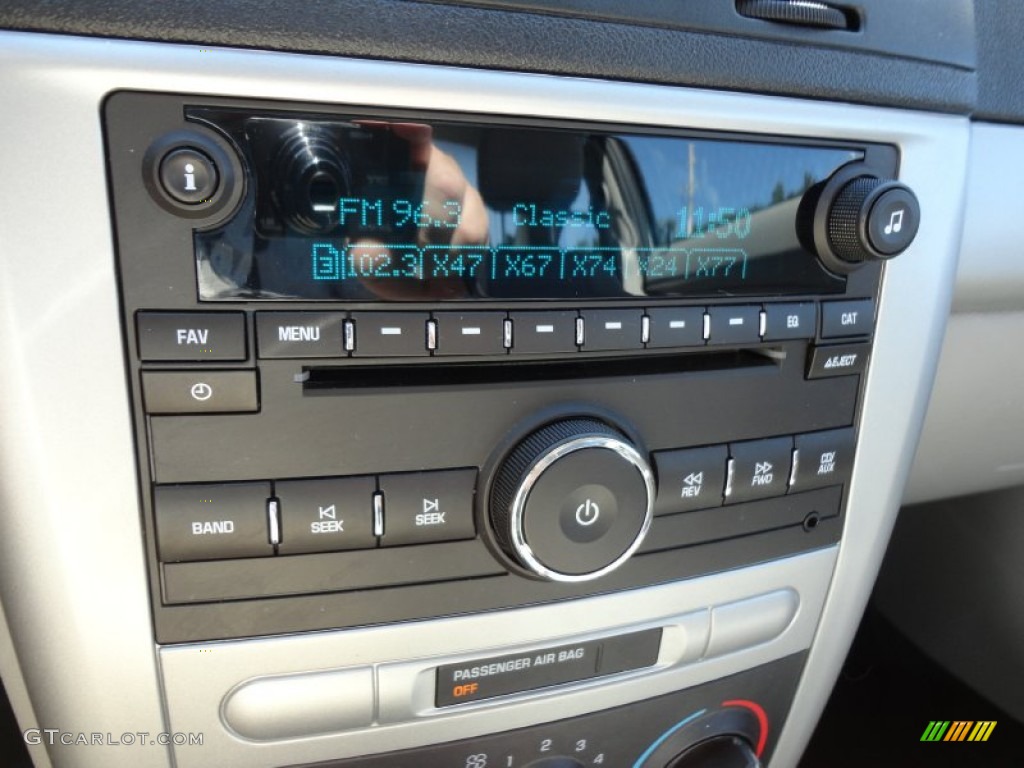 i
FM 96.3 Classic 11:50
3 102.3 X47 X67 X74 X24 X77
FAV MENU EQ CAT
EJECT
BAND SEEK SEEK REV FWD CD/
AUX
PASSENGER AIR BAG
OFF
1 2 3 4
GTCARLOT.COM